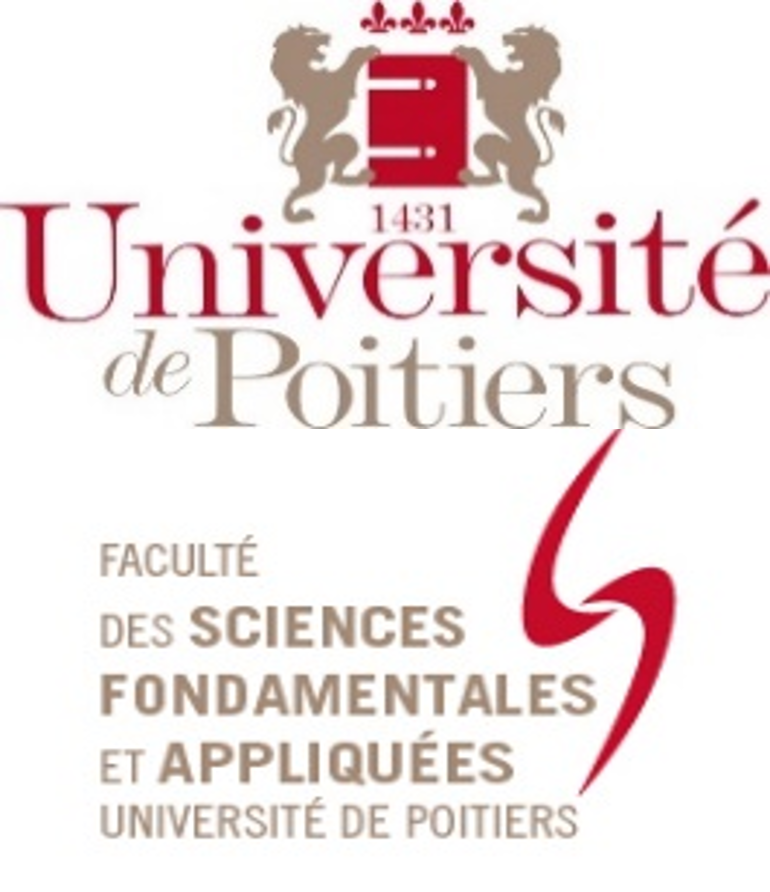 1431
Université
de Poitiers
FACULTÉ
DES SCIENCES
FONDAMENTALES
ET APPLIQUÉES
UNIVERSITÉ DE POITIERS